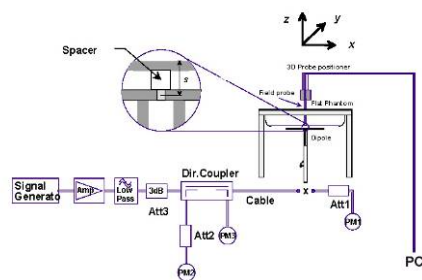 z
y
x
Spacer
s
3D Probe positioner
Field probe
Flat Phantom
Dipole
Dir.Coupler
Signal
Generato
Amp
Low
Pass
3dB
Cable
x
Att1
Att3
PM1
Att2
PM3
PM2
PC